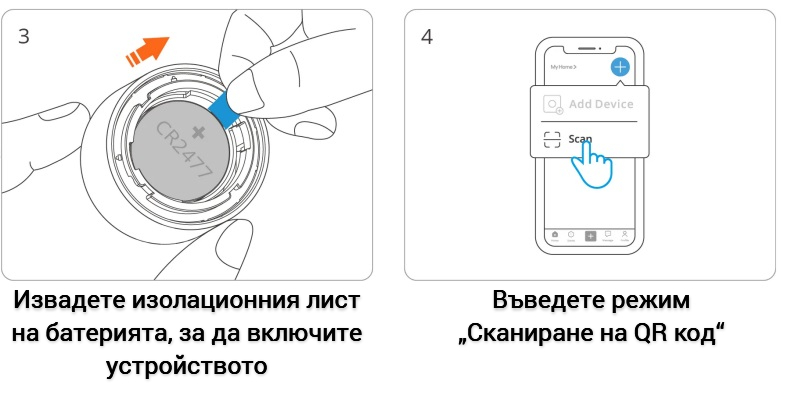 3
CR2477
Извадете изолационния лист
на батерията, за да включите
устройството
4
My Home >
Add Device
Scan
Въведете режим
„Сканиране на QR код“